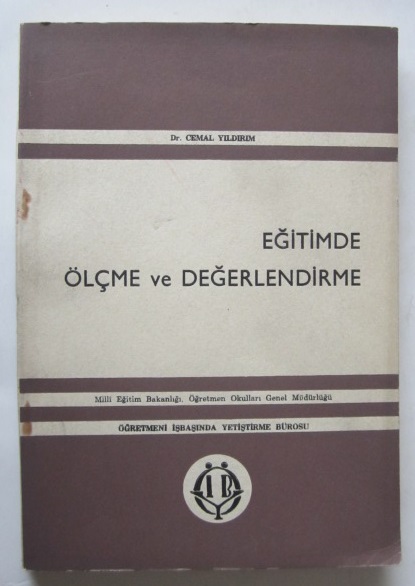 Dr. CEMAL YILDIRIM
EĞİTİMDE
ÖLÇME ve DEĞERLENDİRME
Milli Eğitim Bakanlığı, Öğretmen Okulları Genel Müdürlüğü
ÖĞRETMENİ İŞBAŞINDA YETİŞTİRME BÜROSU